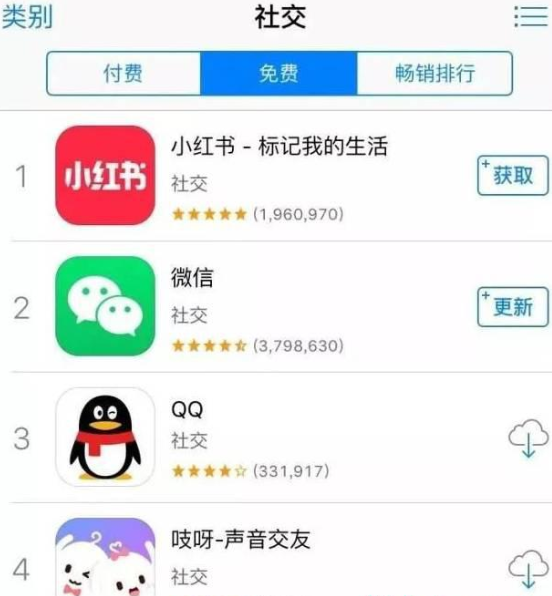 类别
社交
付费
免费
畅销排行
1
小红书
小红书 - 标记我的生活
社交
(1,960,970)
+获取
2
微信
社交
(3,798,630)
+更新
3
QQ
社交
(331,917)
4
吱呀-声音交友
社交